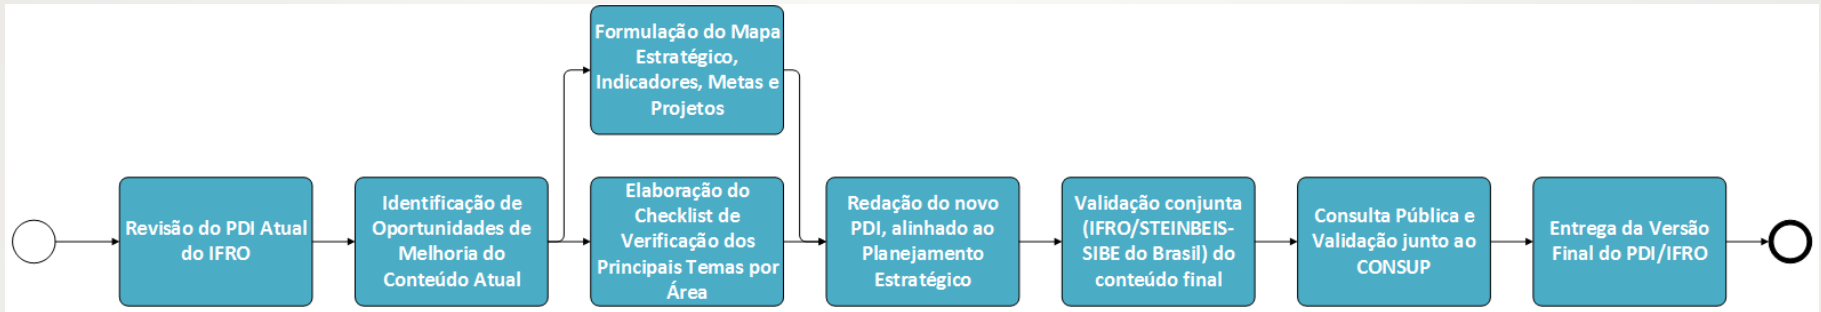 Revisão do PDI Atual
do IFRO
Identificação de
Oportunidades de
Melhoria do
Conteúdo Atual
Formulação do Mapa
Estratégico,
Indicadores, Metas e
Projetos
Elaboração do
Checklist de
Verificação dos
Principais Temas por
Área
Redação do novo
PDI, alinhado ao
Planejamento
Estratégico
Validação conjunta
(IFRO/STEINBEIS-
SIBE do Brasil) do
conteúdo final
Consulta Pública e
Validação junto ao
CONSUP
Entrega da Versão
Final do PDI/IFRO